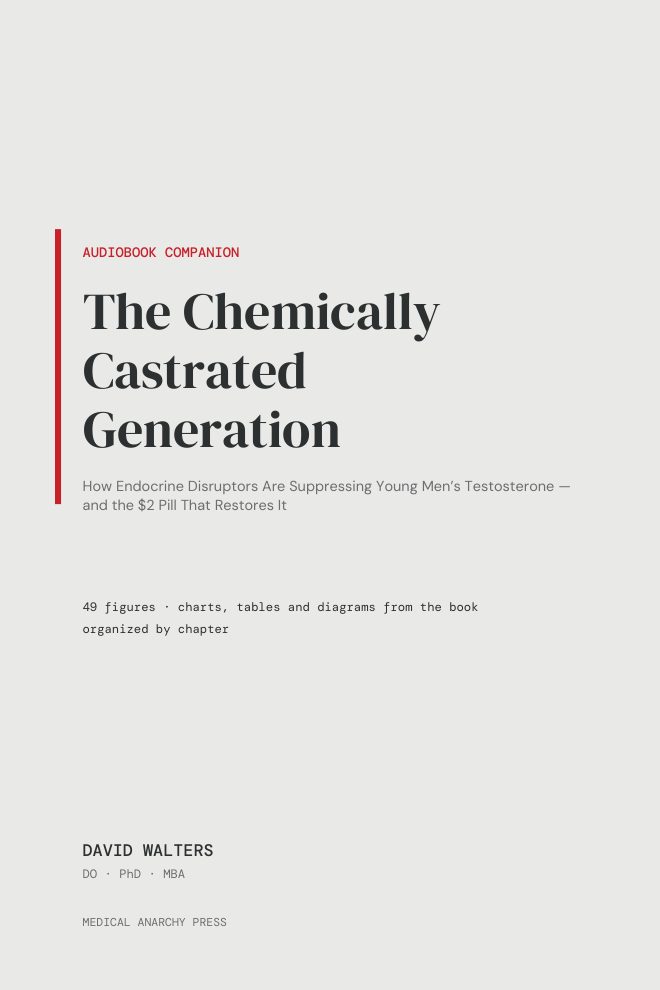 AUDIOBOOK COMPANION
The Chemically
Castrated
Generation
How Endocrine Disruptors Are Suppressing Young Men’s Testosterone —
and the $2 Pill That Restores It
49 figures · charts, tables and diagrams from the book
organized by chapter
DAVID WALTERS
DO · PhD · MBA
MEDICAL ANARCHY PRESS